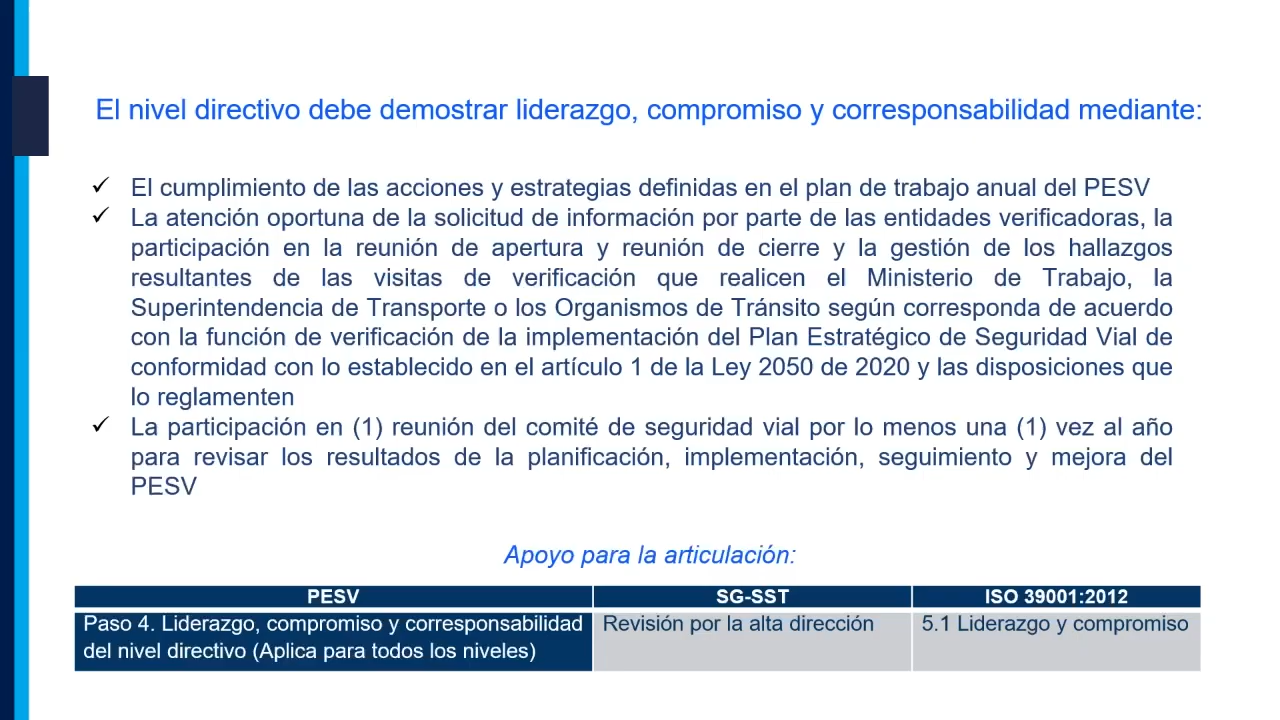 El nivel directivo debe demostrar liderazgo, compromiso y corresponsabilidad mediante:
✓ El cumplimiento de las acciones y estrategias definidas en el plan de trabajo anual del PESV
✓ La atención oportuna de la solicitud de información por parte de las entidades verificadoras, la
participación en la reunión de apertura y reunión de cierre y la gestión de los hallazgos
resultantes de las visitas de verificación que realicen el Ministerio de Trabajo, la
Superintendencia de Transporte o los Organismos de Tránsito según corresponda de acuerdo
con la función de verificación de la implementación del Plan Estratégico de Seguridad Vial de
conformidad con lo establecido en el artículo 1 de la Ley 2050 de 2020 y las disposiciones que
lo reglamenten
✓ La participación en (1) reunión del comité de seguridad vial por lo menos una (1) vez al año
para revisar los resultados de la planificación, implementación, seguimiento y mejora del
PESV
Apoyo para la articulación:
PESV SG-SST ISO 39001:2012
Paso 4. Liderazgo, compromiso y corresponsabilidad Revisión por la alta dirección 5.1 Liderazgo y compromiso
del nivel directivo (Aplica para todos los niveles)